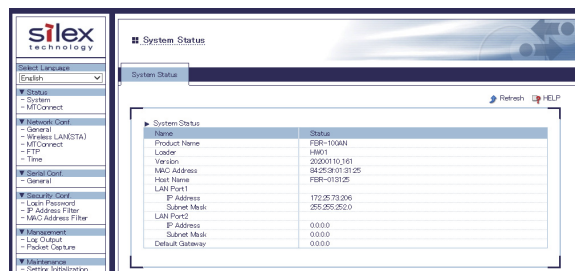 silex
technology
Select Language
English
▼ Status
- System
- MTConnect
▼ Network Conf.
- General
- Wireless LAN(STA)
- MTConnect
- FTP
- Time
▼ Serial Conf.
- General
▼ Security Conf.
- Login Password
- IP Address Filter
- MAC Address Filter
▼ Management
- Log Output
- Packet Capture
▼ Maintenance
- Setting Initialization
System Status
System Status
Refresh HELP
▶ System Status
Name Status
Product Name FBR-100AN
Loader HW01
Version 20200110_161
MAC Address 84:25:3f:01:31:25
Host Name FBR-013125
LAN Port1
IP Address 172.25.73.206
Subnet Mask 255.255.252.0
LAN Port2
IP Address 0.0.0.0
Subnet Mask 0.0.0.0
Default Gateway 0.0.0.0